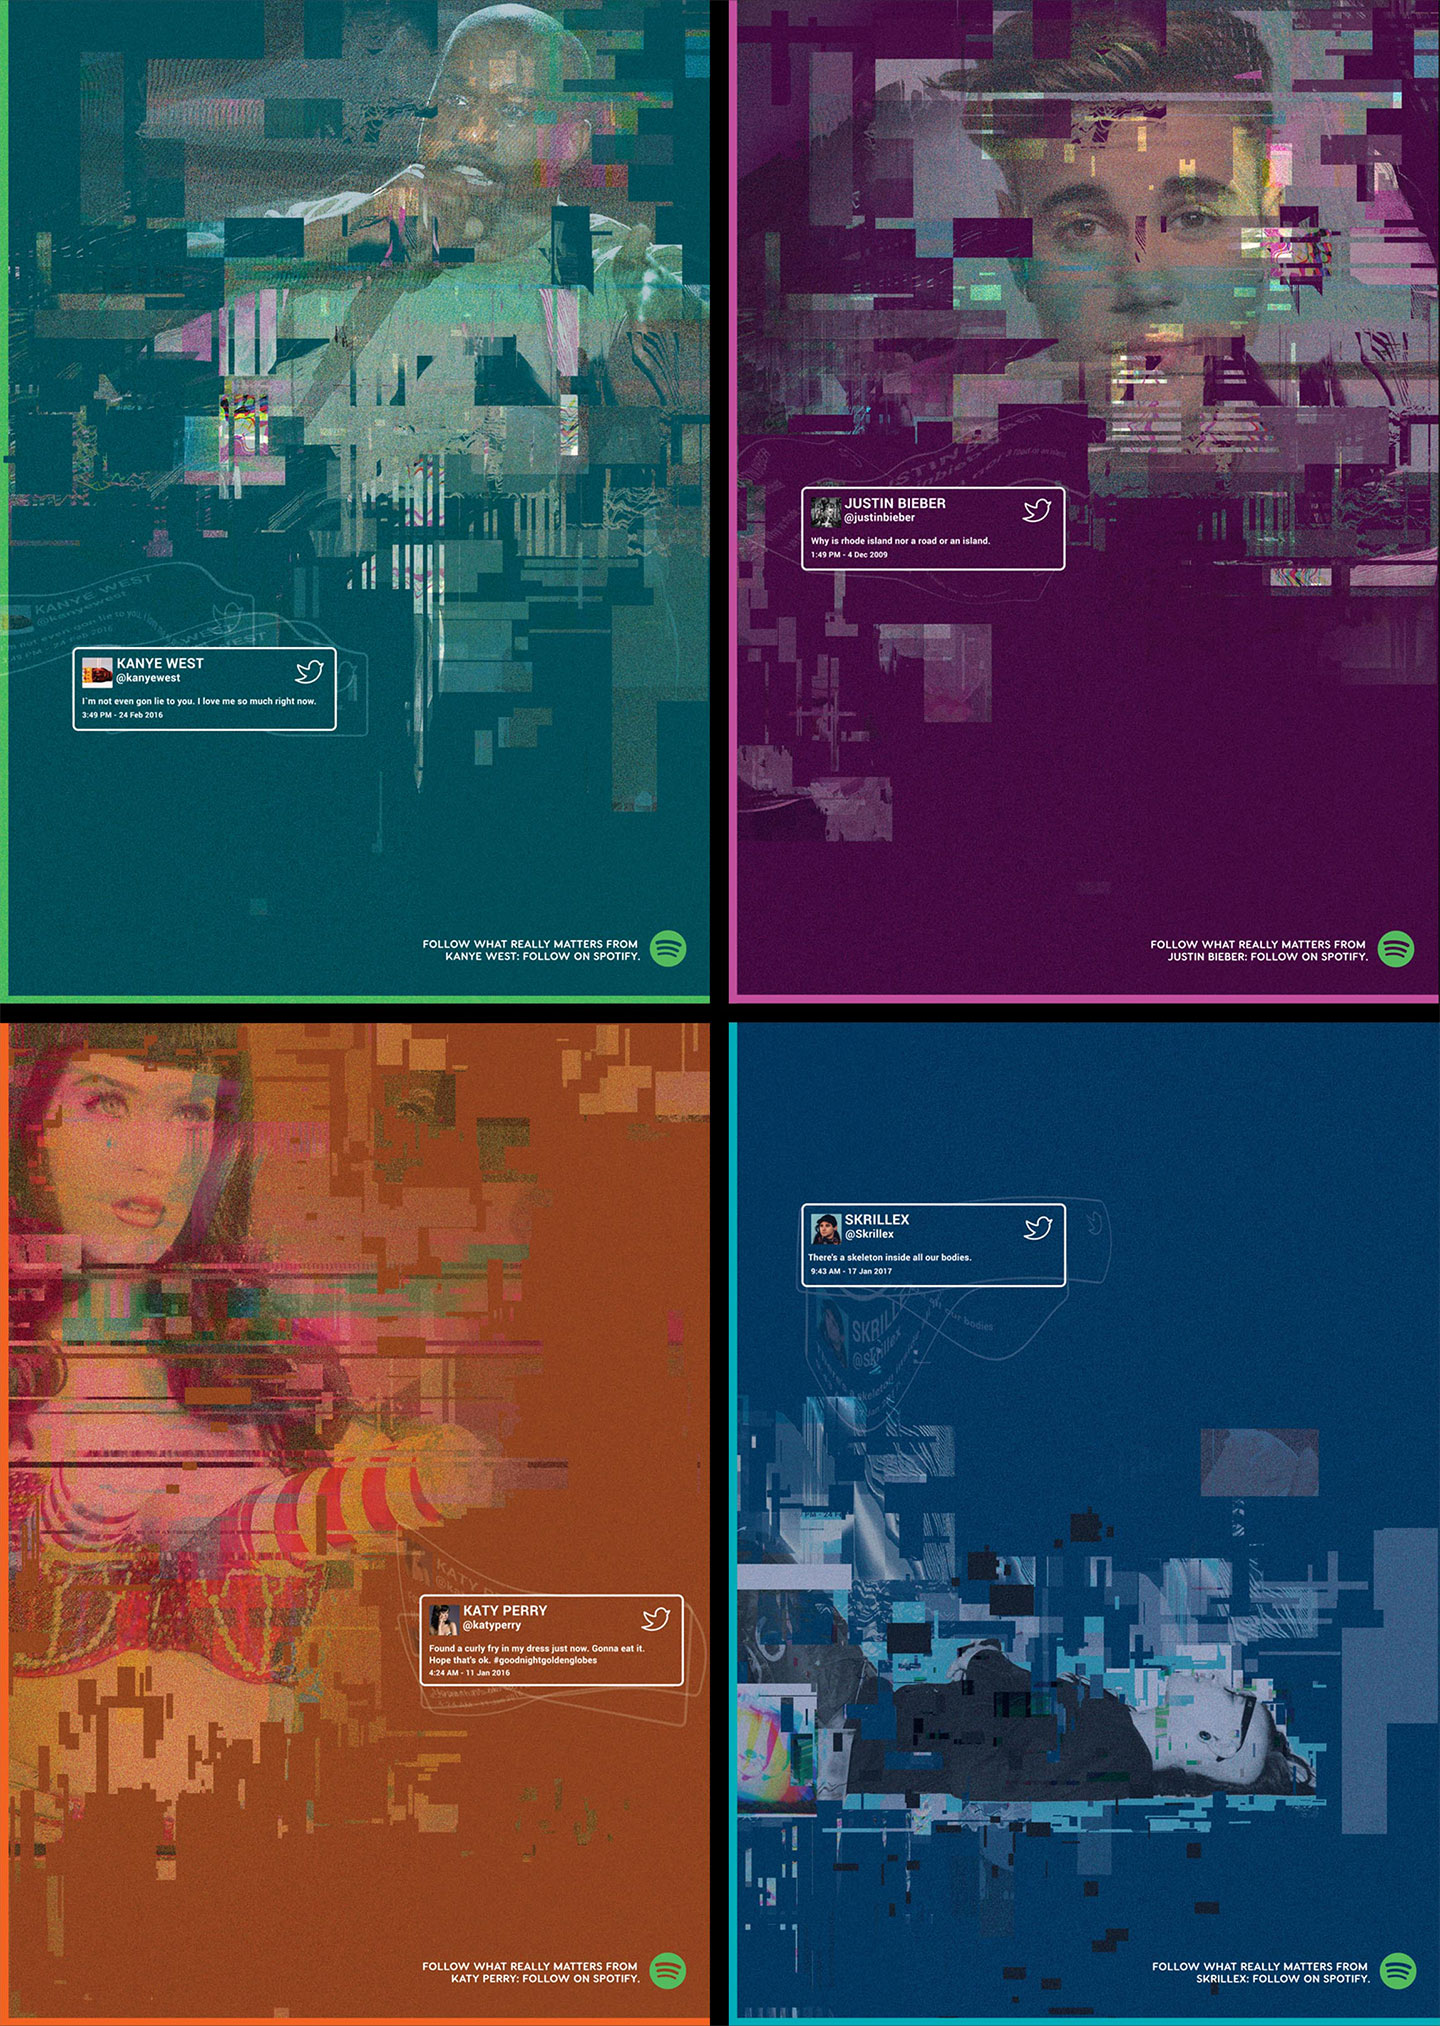 KANYE WEST
@kanyewest
KANYE WEST
@kanyewest
I'm not even gon lie to you. I love me so much right now.
3:49 PM - 24 Feb 2016
FOLLOW WHAT REALLY MATTERS FROM
KANYE WEST: FOLLOW ON SPOTIFY.
JUSTIN BIEBER
@justinbieber
Why is rhode island nor a road or an island.
1:49 PM - 4 Dec 2009
FOLLOW WHAT REALLY MATTERS FROM
JUSTIN BIEBER: FOLLOW ON SPOTIFY.
KATY PERRY
@katyperry
Found a curly fry in my dress just now. Gonna eat it.
Hope that's ok. #goodnightgoldenglobes
4:24 AM - 11 Jan 2016
FOLLOW WHAT REALLY MATTERS FROM
KATY PERRY: FOLLOW ON SPOTIFY.
SKRILLEX
@Skrillex
There's a skeleton inside all our bodies.
9:43 AM - 17 Jan 2017
FOLLOW WHAT REALLY MATTERS FROM
SKRILLEX: FOLLOW ON SPOTIFY.